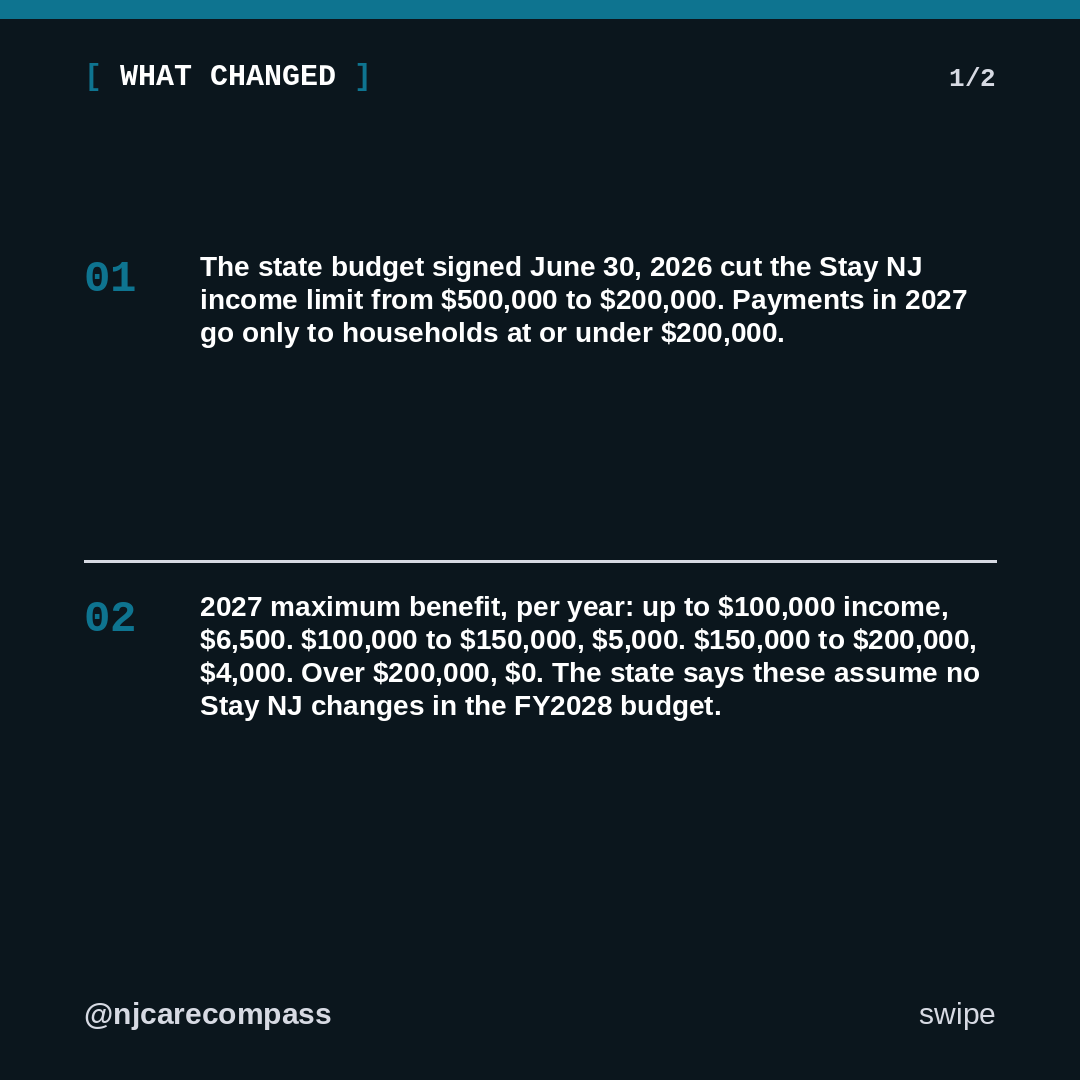 [ WHAT CHANGED ]
1/2
01
The state budget signed June 30, 2026 cut the Stay NJ
income limit from $500,000 to $200,000. Payments in 2027
go only to households at or under $200,000.
02
2027 maximum benefit, per year: up to $100,000 income,
$6,500. $100,000 to $150,000, $5,000. $150,000 to $200,000,
$4,000. Over $200,000, $0. The state says these assume no
Stay NJ changes in the FY2028 budget.
@njcarecompass
swipe